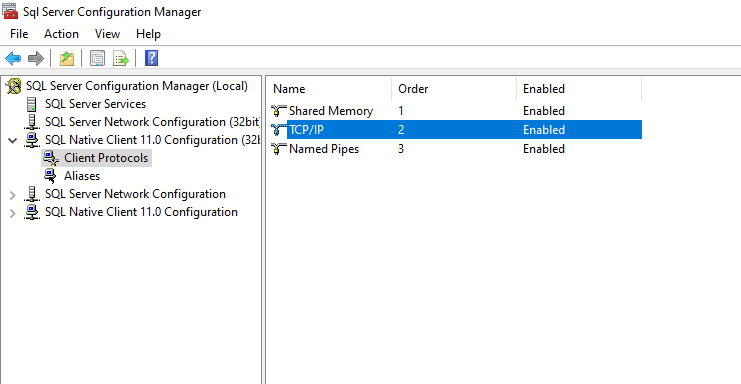 Sql Server Configuration Manager
File Action View Help
SQL Server Configuration Manager (Local)
SQL Server Services
SQL Server Network Configuration (32bit)
SQL Native Client 11.0 Configuration (32b
Client Protocols
Aliases
SQL Server Network Configuration
SQL Native Client 11.0 Configuration
Name Order Enabled
Shared Memory 1 Enabled
TCP/IP 2 Enabled
Named Pipes 3 Enabled